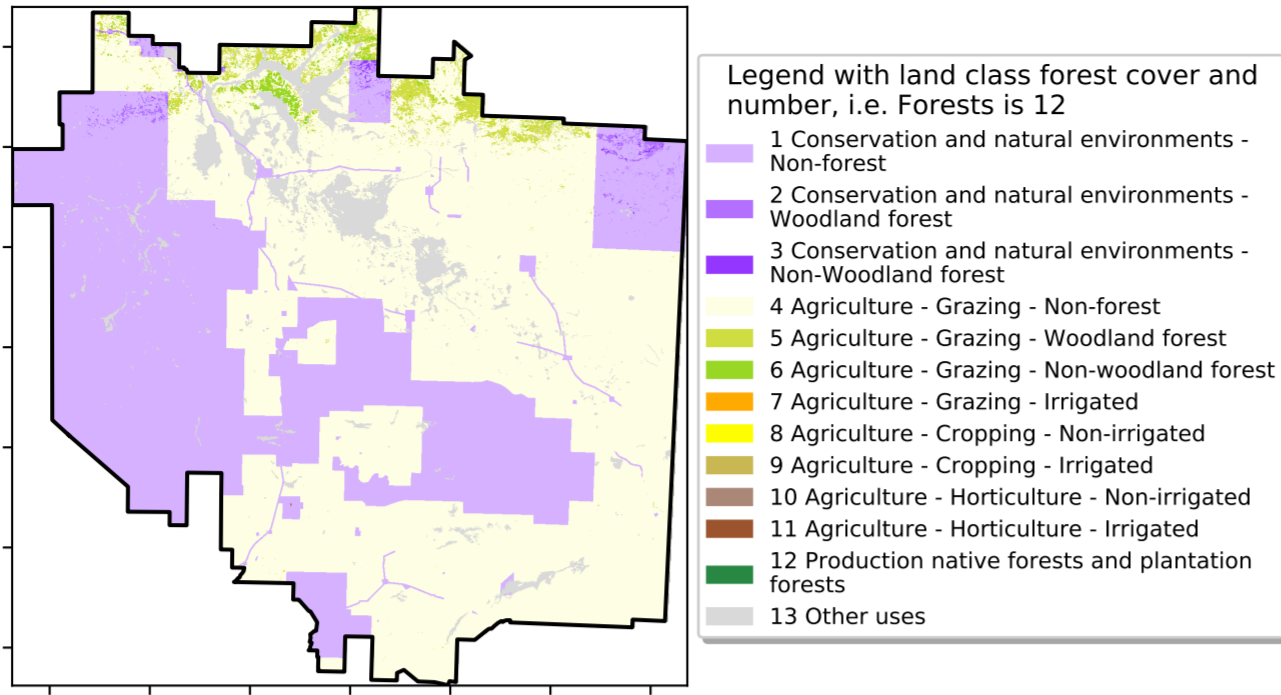 Legend with land class forest cover and
number, i.e. Forests is 12
1 Conservation and natural environments -
Non-forest
2 Conservation and natural environments -
Woodland forest
3 Conservation and natural environments -
Non-Woodland forest
4 Agriculture - Grazing - Non-forest
5 Agriculture - Grazing - Woodland forest
6 Agriculture - Grazing - Non-woodland forest
7 Agriculture - Grazing - Irrigated
8 Agriculture - Cropping - Non-irrigated
9 Agriculture - Cropping - Irrigated
10 Agriculture - Horticulture - Non-irrigated
11 Agriculture - Horticulture - Irrigated
12 Production native forests and plantation
forests
13 Other uses